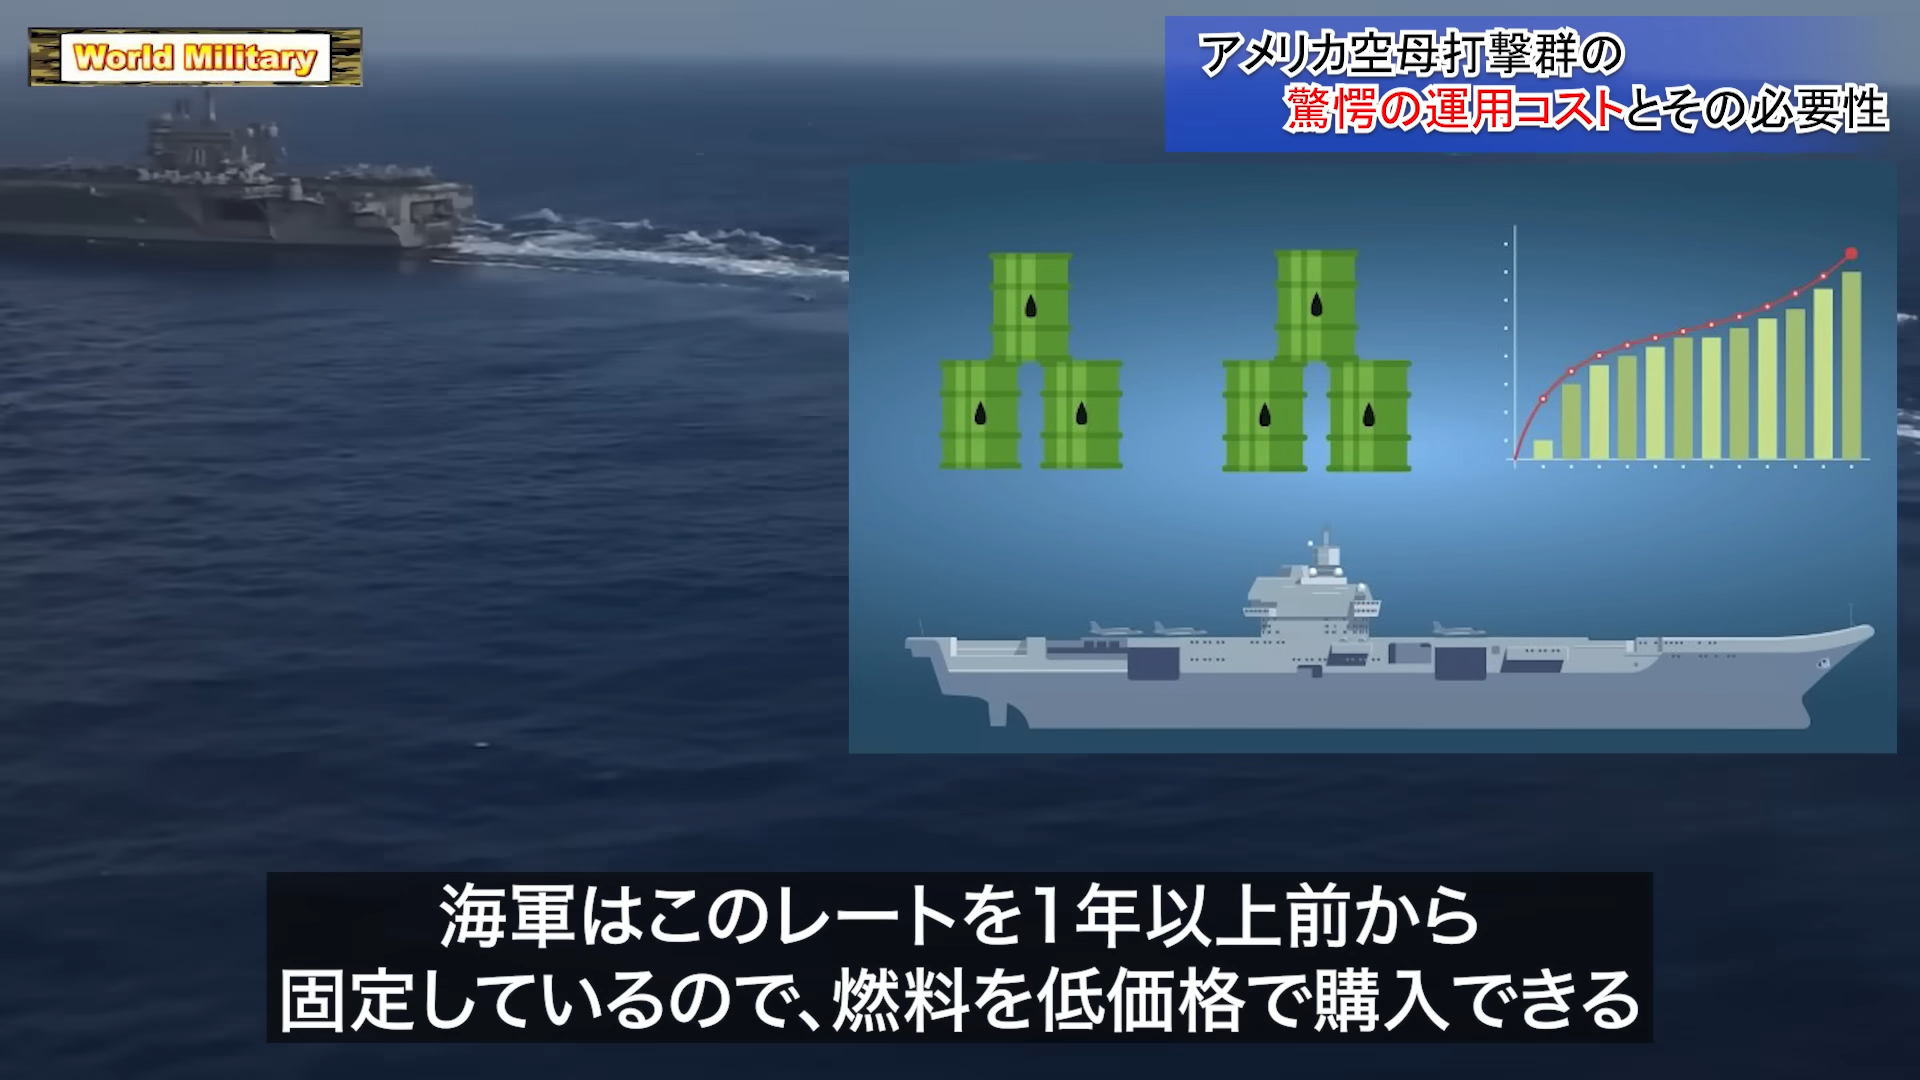 World Military
アメリカ空母打撃群の
驚愕の運用コストとその必要性
海軍はこのレートを1年以上前から
固定しているので、燃料を低価格で購入できる